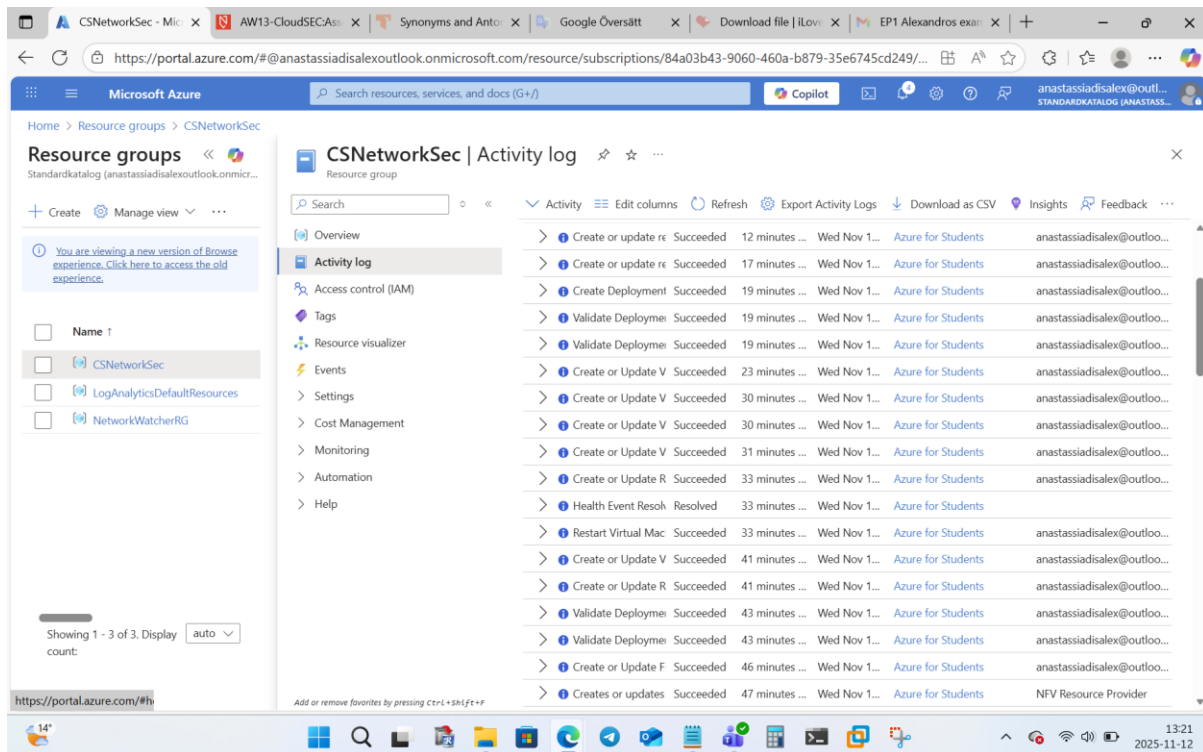 CSNetworkSec - Mic
AW13-CloudSEC:Ass
Synonyms and Anto
Google Översätt
Download file | iLove
EP1 Alexandros exam
https://portal.azure.com/#@anastassiadisalexoutlook.onmicrosoft.com/resource/subscriptions/84a03b43-9060-460a-b879-35e6745cd249/...
Microsoft Azure
Search resources, services, and docs (G+/)
Copilot
4
anastassiadisalex@outl...
STANDARDKATALOG (ANASTASS...
Home > Resource groups > CSNetworkSec
Resource groups
Standardkatalog (anastassiadisalexoutlook.onmicr...
+ Create Manage view ...
You are viewing a new version of Browse
experience. Click here to access the old
experience.
Name ↑
CSNetworkSec
LogAnalyticsDefaultResources
NetworkWatcherRG
Showing 1 - 3 of 3. Display auto
count:
https://portal.azure.com/#h
CSNetworkSec | Activity log ...
Resource group
Search
Overview
Activity log
Access control (IAM)
Tags
Resource visualizer
Events
Settings
Cost Management
Monitoring
Automation
Help
Add or remove favorites by pressing Ctrl+Shift+F
Activity Edit columns Refresh Export Activity Logs Download as CSV Insights Feedback ...
Create or update re Succeeded 12 minutes ... Wed Nov 1... Azure for Students anastassiadisalex@outloo...
Create or update re Succeeded 17 minutes ... Wed Nov 1... Azure for Students anastassiadisalex@outloo...
Create Deployment Succeeded 19 minutes ... Wed Nov 1... Azure for Students anastassiadisalex@outloo...
Validate Deploymer Succeeded 19 minutes ... Wed Nov 1... Azure for Students anastassiadisalex@outloo...
Validate Deploymer Succeeded 19 minutes ... Wed Nov 1... Azure for Students anastassiadisalex@outloo...
Create or Update V Succeeded 23 minutes ... Wed Nov 1... Azure for Students anastassiadisalex@outloo...
Create or Update V Succeeded 30 minutes ... Wed Nov 1... Azure for Students anastassiadisalex@outloo...
Create or Update V Succeeded 30 minutes ... Wed Nov 1... Azure for Students anastassiadisalex@outloo...
Create or Update V Succeeded 31 minutes ... Wed Nov 1... Azure for Students anastassiadisalex@outloo...
Create or Update R Succeeded 33 minutes ... Wed Nov 1... Azure for Students anastassiadisalex@outloo...
Health Event Resolv Resolved 33 minutes ... Wed Nov 1... Azure for Students
Restart Virtual Mac Succeeded 33 minutes ... Wed Nov 1... Azure for Students anastassiadisalex@outloo...
Create or Update V Succeeded 41 minutes ... Wed Nov 1... Azure for Students anastassiadisalex@outloo...
Create or Update R Succeeded 41 minutes ... Wed Nov 1... Azure for Students anastassiadisalex@outloo...
Validate Deploymer Succeeded 43 minutes ... Wed Nov 1... Azure for Students anastassiadisalex@outloo...
Validate Deploymer Succeeded 43 minutes ... Wed Nov 1... Azure for Students anastassiadisalex@outloo...
Create or Update F Succeeded 46 minutes ... Wed Nov 1... Azure for Students anastassiadisalex@outloo...
Creates or updates Succeeded 47 minutes ... Wed Nov 1... Azure for Students NFV Resource Provider
14°
13:21
2025-11-12